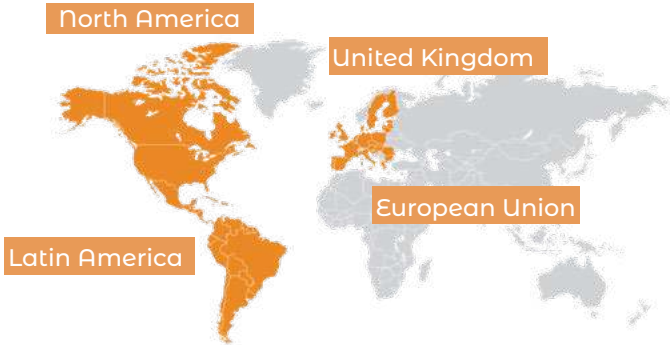 North America
United Kingdom
European Union
Latin America